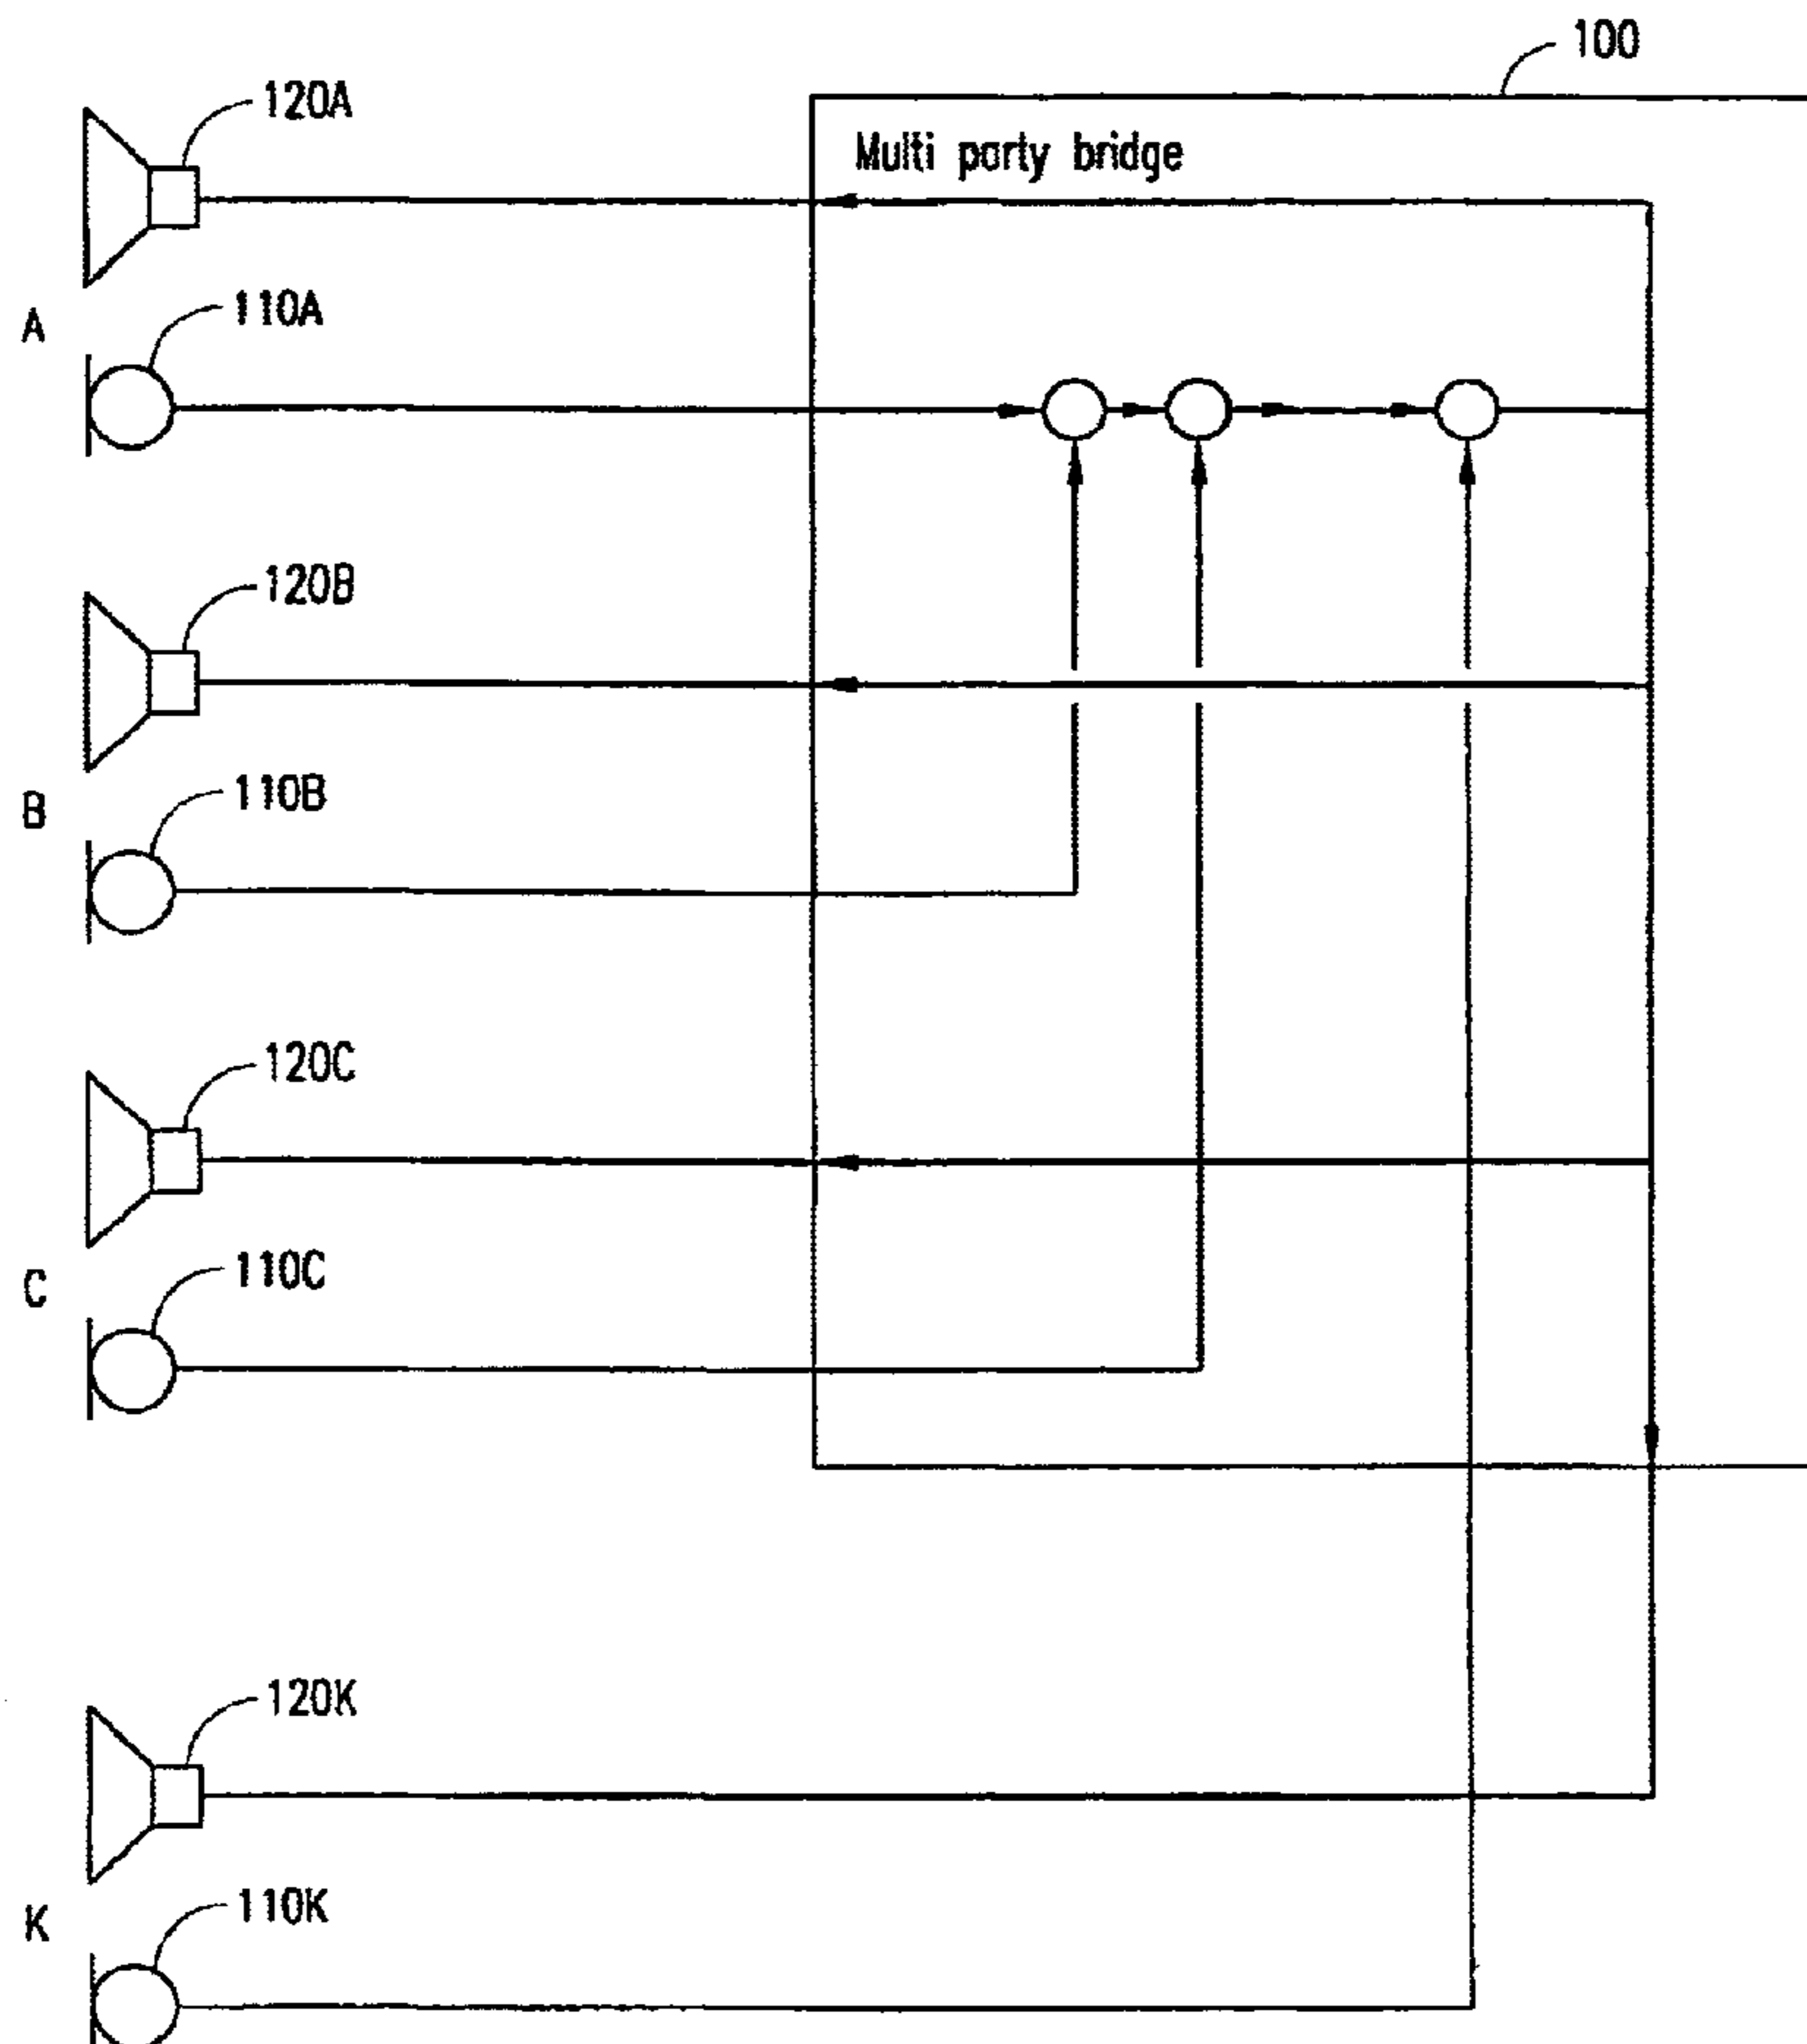 100
120A
Multi party bridge
110A
A
120B
110B
B
120C
110C
C
120K
110K
K